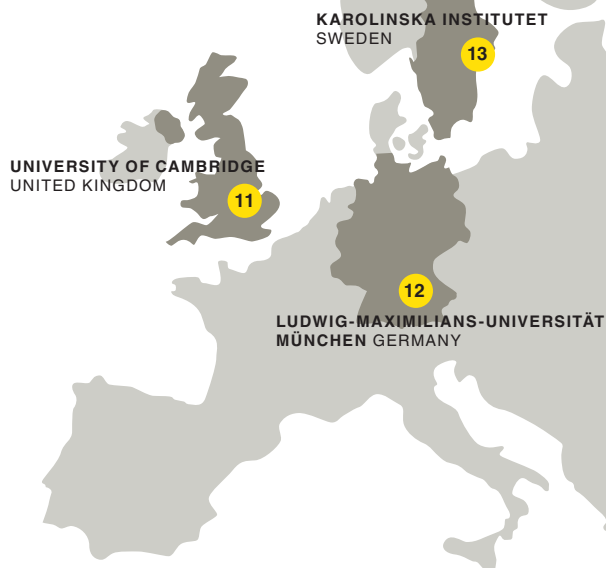 KAROLINSKA INSTITUTET
SWEDEN
13
UNIVERSITY OF CAMBRIDGE
UNITED KINGDOM
11
12
LUDWIG-MAXIMILIANS-UNIVERSITÄT
MÜNCHEN GERMANY